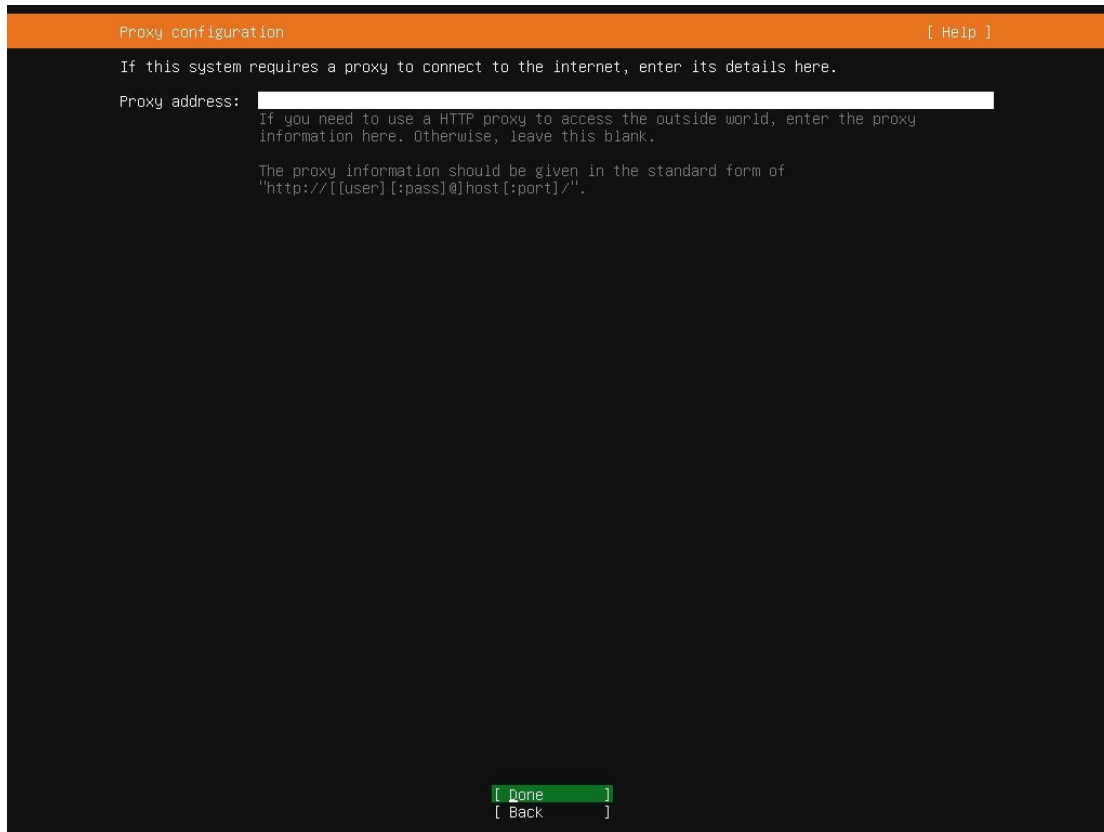 Proxy configuration [ Help ]
If this system requires a proxy to connect to the internet, enter its details here.
Proxy address:
If you need to use a HTTP proxy to access the outside world, enter the proxy
information here. Otherwise, leave this blank.
The proxy information should be given in the standard form of
"http://[[user][:pass]@]host[:port]/".
[ Done ]
[ Back ]